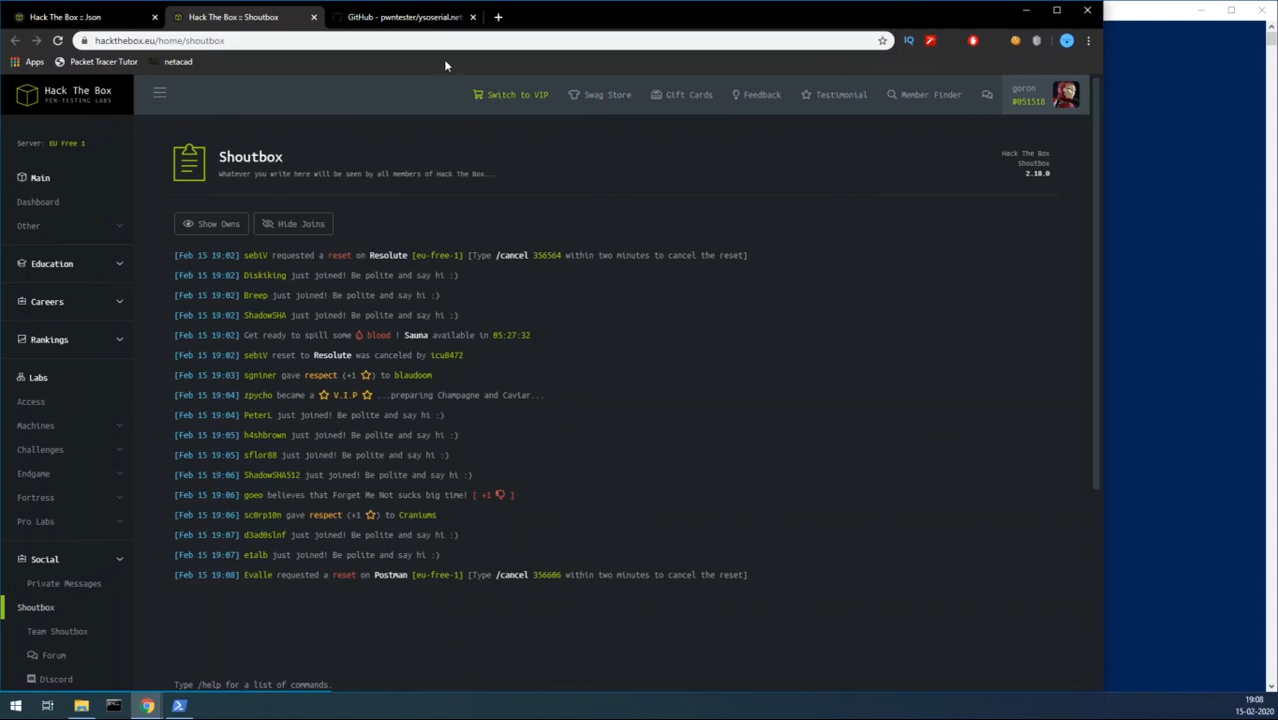 Hack The Box :: Json
Hack The Box :: Shoutbox
GitHub - pwntester/ysoserial.net
hackthebox.eu/home/shoutbox
Apps
Packet Tracer Tutor
netacad
Hack The Box
PEN-TESTING LABS
Switch to VIP
Swag Store
Gift Cards
Feedback
Testimonial
Member Finder
goron
#051518
Server: EU Free 1
Main
Dashboard
Other
Education
Careers
Rankings
Labs
Access
Machines
Challenges
Endgame
Fortress
Pro Labs
Social
Private Messages
Shoutbox
Team Shoutbox
Forum
Discord
Shoutbox
Whatever you write here will be seen by all members of Hack The Box...
Hack The Box
Shoutbox
2.18.0
Show Owns
Hide Joins
[Feb 15 19:02] sebiV requested a reset on Resolute [eu-free-1] [Type /cancel 356564 within two minutes to cancel the reset]
[Feb 15 19:02] Diskiking just joined! Be polite and say hi :)
[Feb 15 19:02] Breep just joined! Be polite and say hi :)
[Feb 15 19:02] ShadowSHA just joined! Be polite and say hi :)
[Feb 15 19:02] Get ready to spill some blood ! Sauna available in 05:27:32
[Feb 15 19:02] sebiV reset to Resolute was canceled by icu8472
[Feb 15 19:03] sgniner gave respect (+1 ) to blaudoom
[Feb 15 19:04] zpycho became a V.I.P ...preparing Champagne and Caviar...
[Feb 15 19:04] PeterL just joined! Be polite and say hi :)
[Feb 15 19:05] h4shbrown just joined! Be polite and say hi :)
[Feb 15 19:05] sflor88 just joined! Be polite and say hi :)
[Feb 15 19:06] ShadowSHA512 just joined! Be polite and say hi :)
[Feb 15 19:06] goeo believes that Forget Me Not sucks big time! [ +1 ]
[Feb 15 19:06] sc0rp10n gave respect (+1 ) to Craniums
[Feb 15 19:07] d3ad0slnf just joined! Be polite and say hi :)
[Feb 15 19:07] e1alb just joined! Be polite and say hi :)
[Feb 15 19:08] Evalle requested a reset on Postman [eu-free-1] [Type /cancel 356606 within two minutes to cancel the reset]
Type /help for a list of commands.
19:08
15-02-2020